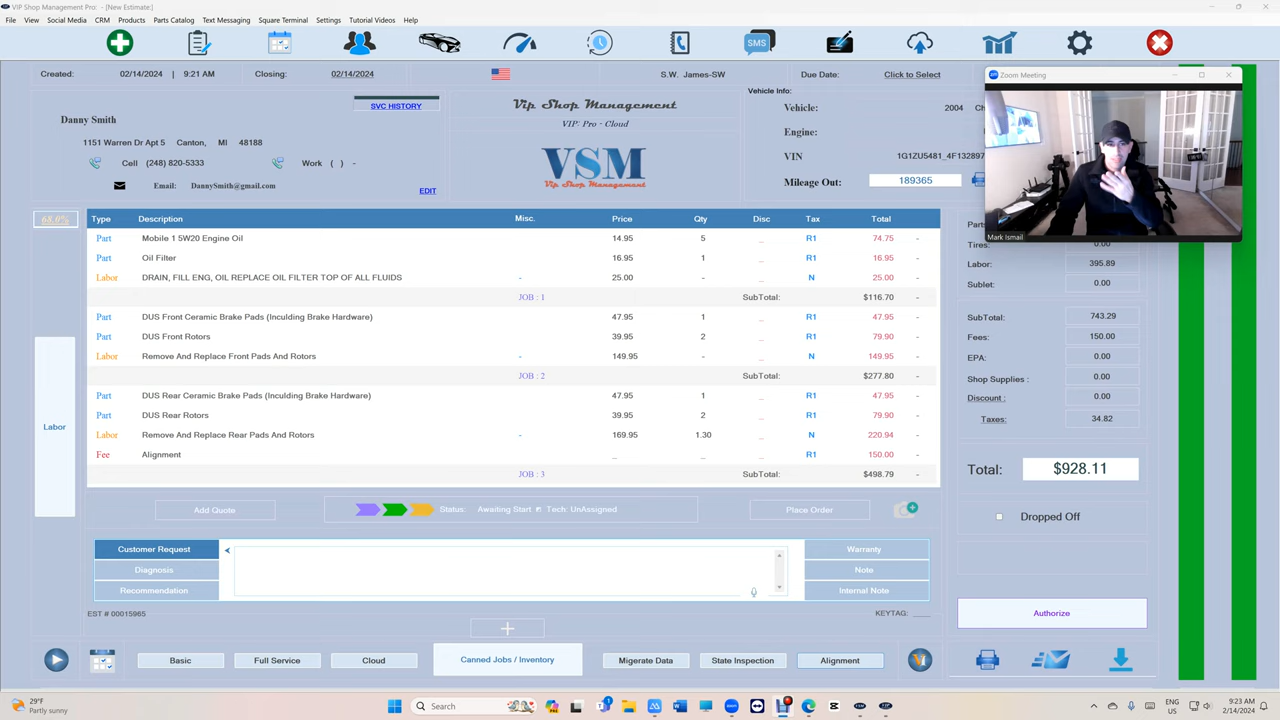 VIP Shop Management Pro: - [New Estimate:]
File View Social Media CRM Products Parts Catalog Text Messaging Square Terminal Settings Tutorial Videos Help
SMS
Created: 02/14/2024 | 9:21 AM Closing: 02/14/2024 S.W. James-SW Due Date: Click to Select
Zoom Meeting
Mark Ismail
SVC HISTORY
Danny Smith
1151 Warren Dr Apt 5 Canton, MI 48188
Cell (248) 820-5333 Work ( ) -
Email: DannySmith@gmail.com
EDIT
Vip Shop Management
VIP: Pro - Cloud
VSM
Vip Shop Management
Vehicle Info:
Vehicle: 2004 Ch
Engine:
VIN 1G1ZU5481_4F132897
Mileage Out: 189365
68.0%
Type Description Misc. Price Qty Disc Tax Total
Part Mobile 1 5W20 Engine Oil 14.95 5 _ R1 74.75 -
Part Oil Filter 16.95 1 _ R1 16.95 -
Labor DRAIN, FILL ENG, OIL REPLACE OIL FILTER TOP OF ALL FLUIDS - 25.00 - _ N 25.00 -
JOB : 1 SubTotal: $116.70 -
Part DUS Front Ceramic Brake Pads (Inculding Brake Hardware) 47.95 1 _ R1 47.95 -
Part DUS Front Rotors 39.95 2 _ R1 79.90 -
Labor Remove And Replace Front Pads And Rotors - 149.95 - _ N 149.95 -
JOB : 2 SubTotal: $277.80 -
Part DUS Rear Ceramic Brake Pads (Inculding Brake Hardware) 47.95 1 _ R1 47.95 -
Part DUS Rear Rotors 39.95 2 _ R1 79.90 -
Labor Remove And Replace Rear Pads And Rotors - 169.95 1.30 _ N 220.94 -
Fee Alignment _ _ _ R1 150.00 -
JOB : 3 SubTotal: $498.79 -
Labor
Parts
Tires: 0.00
Labor: 395.89
Sublet: 0.00
SubTotal: 743.29
Fees: 150.00
EPA: 0.00
Shop Supplies : 0.00
Discount : 0.00
Taxes: 34.82
Total: $928.11
Dropped Off
Authorize
Add Quote Status: Awaiting Start Tech: UnAssigned Place Order
Customer Request
Diagnosis
Recommendation
Warranty
Note
Internal Note
EST # 00015965 KEYTAG: ____
Basic Full Service Cloud Canned Jobs / Inventory Migerate Data State Inspection Alignment
29°F
Partly sunny
Search
ENG
US
9:23 AM
2/14/2024